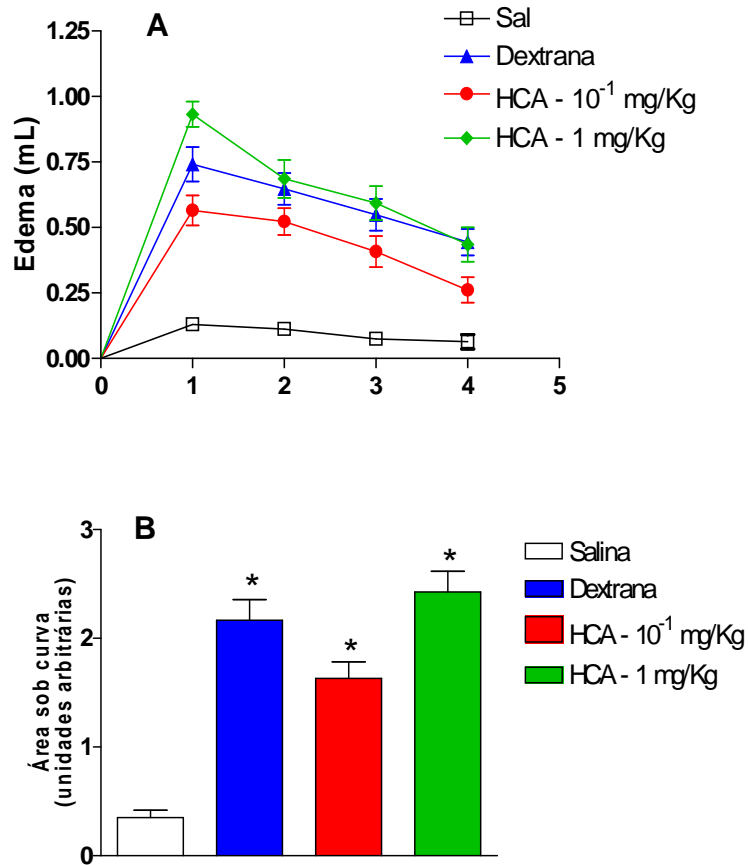 A
Sal
Dextrana
HCA - 10⁻¹ mg/Kg
HCA - 1 mg/Kg
Edema (mL)
1.25
1.00
0.75
0.50
0.25
0.00
0 1 2 3 4 5
B
Salina
Dextrana
HCA - 10⁻¹ mg/Kg
HCA - 1 mg/Kg
Área sob curva
(unidades arbitrárias)
3
2
1
0
* * *